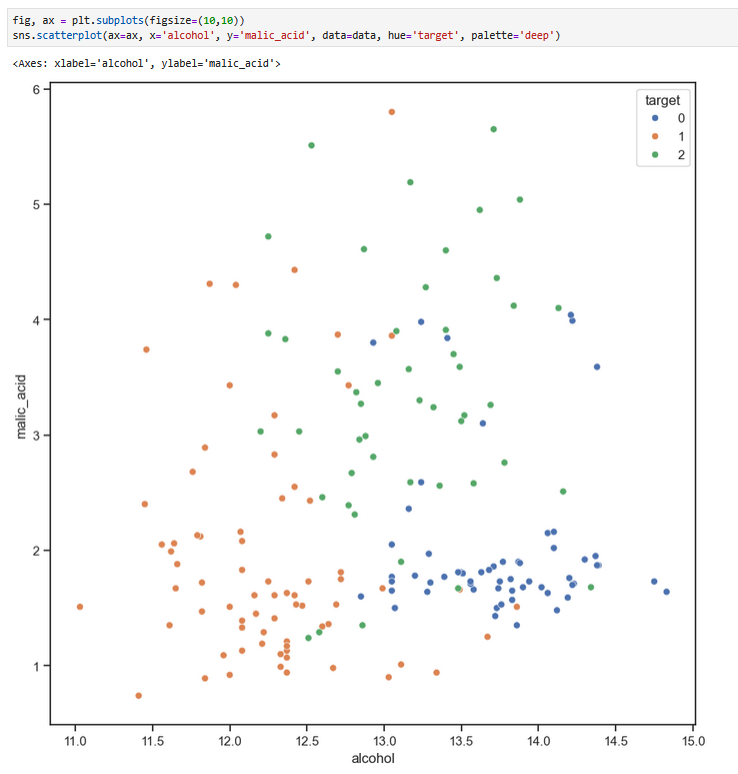 fig, ax = plt.subplots(figsize=(10,10))
sns.scatterplot(ax=ax, x='alcohol', y='malic_acid', data=data, hue='target', palette='deep')
<Axes: xlabel='alcohol', ylabel='malic_acid'>
target
0
1
2
6
5
4
3
2
1
malic_acid
11.0 11.5 12.0 12.5 13.0 13.5 14.0 14.5 15.0
alcohol